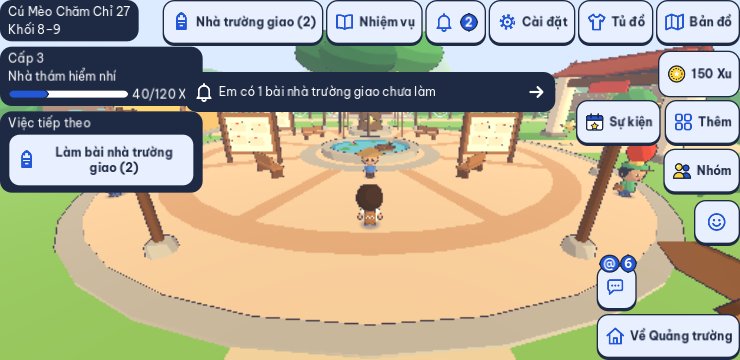 Cú Mèo Chăm Chỉ 27
Khối 8-9
Nhà trường giao (2)
Nhiệm vụ
2
Cài đặt
Tủ đồ
Bản đồ
Cấp 3
Nhà thám hiểm nhí
40/120 X
Em có 1 bài nhà trường giao chưa làm
150 Xu
Sự kiện
Thêm
Việc tiếp theo
Làm bài nhà trường
giao (2)
Nhóm
@ 6
Về Quảng trường